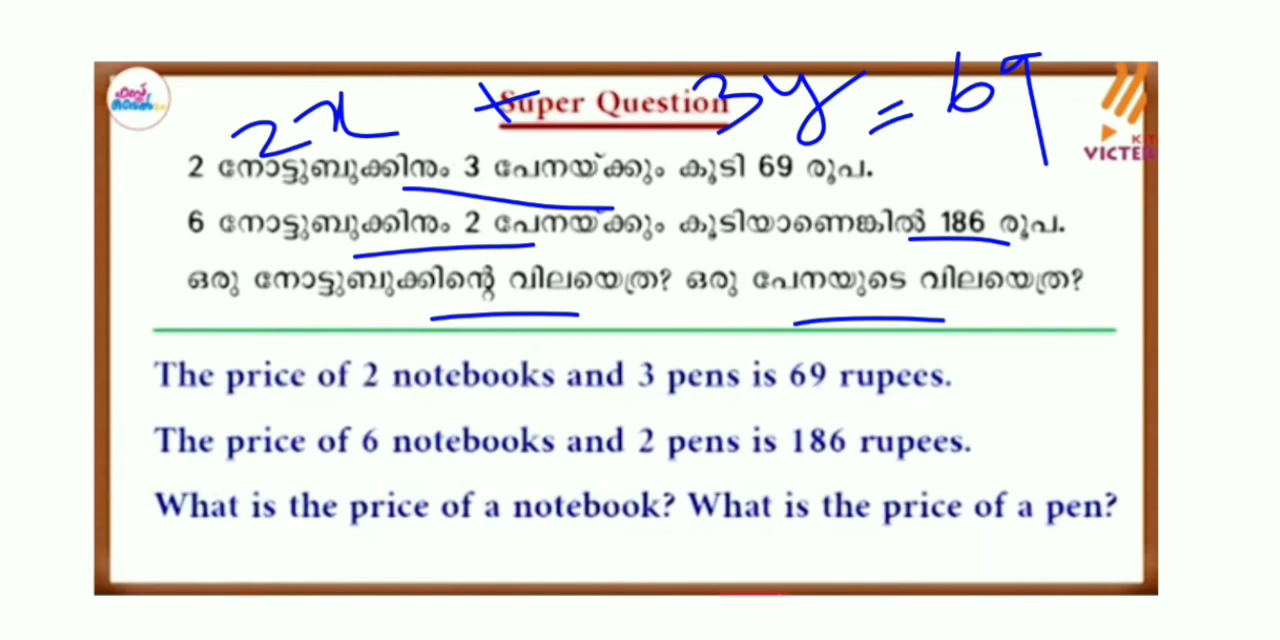 2x + 3y = 69
Super Question
2 നോട്ടുബുക്കിനും 3 പേനയ്ക്കും കൂടി 69 രൂപ.
6 നോട്ടുബുക്കിനും 2 പേനയ്ക്കും കൂടിയാണെങ്കിൽ 186 രൂപ.
ഒരു നോട്ടുബുക്കിന്റെ വിലയെത്ര? ഒരു പേനയുടെ വിലയെത്ര?
The price of 2 notebooks and 3 pens is 69 rupees.
The price of 6 notebooks and 2 pens is 186 rupees.
What is the price of a notebook? What is the price of a pen?